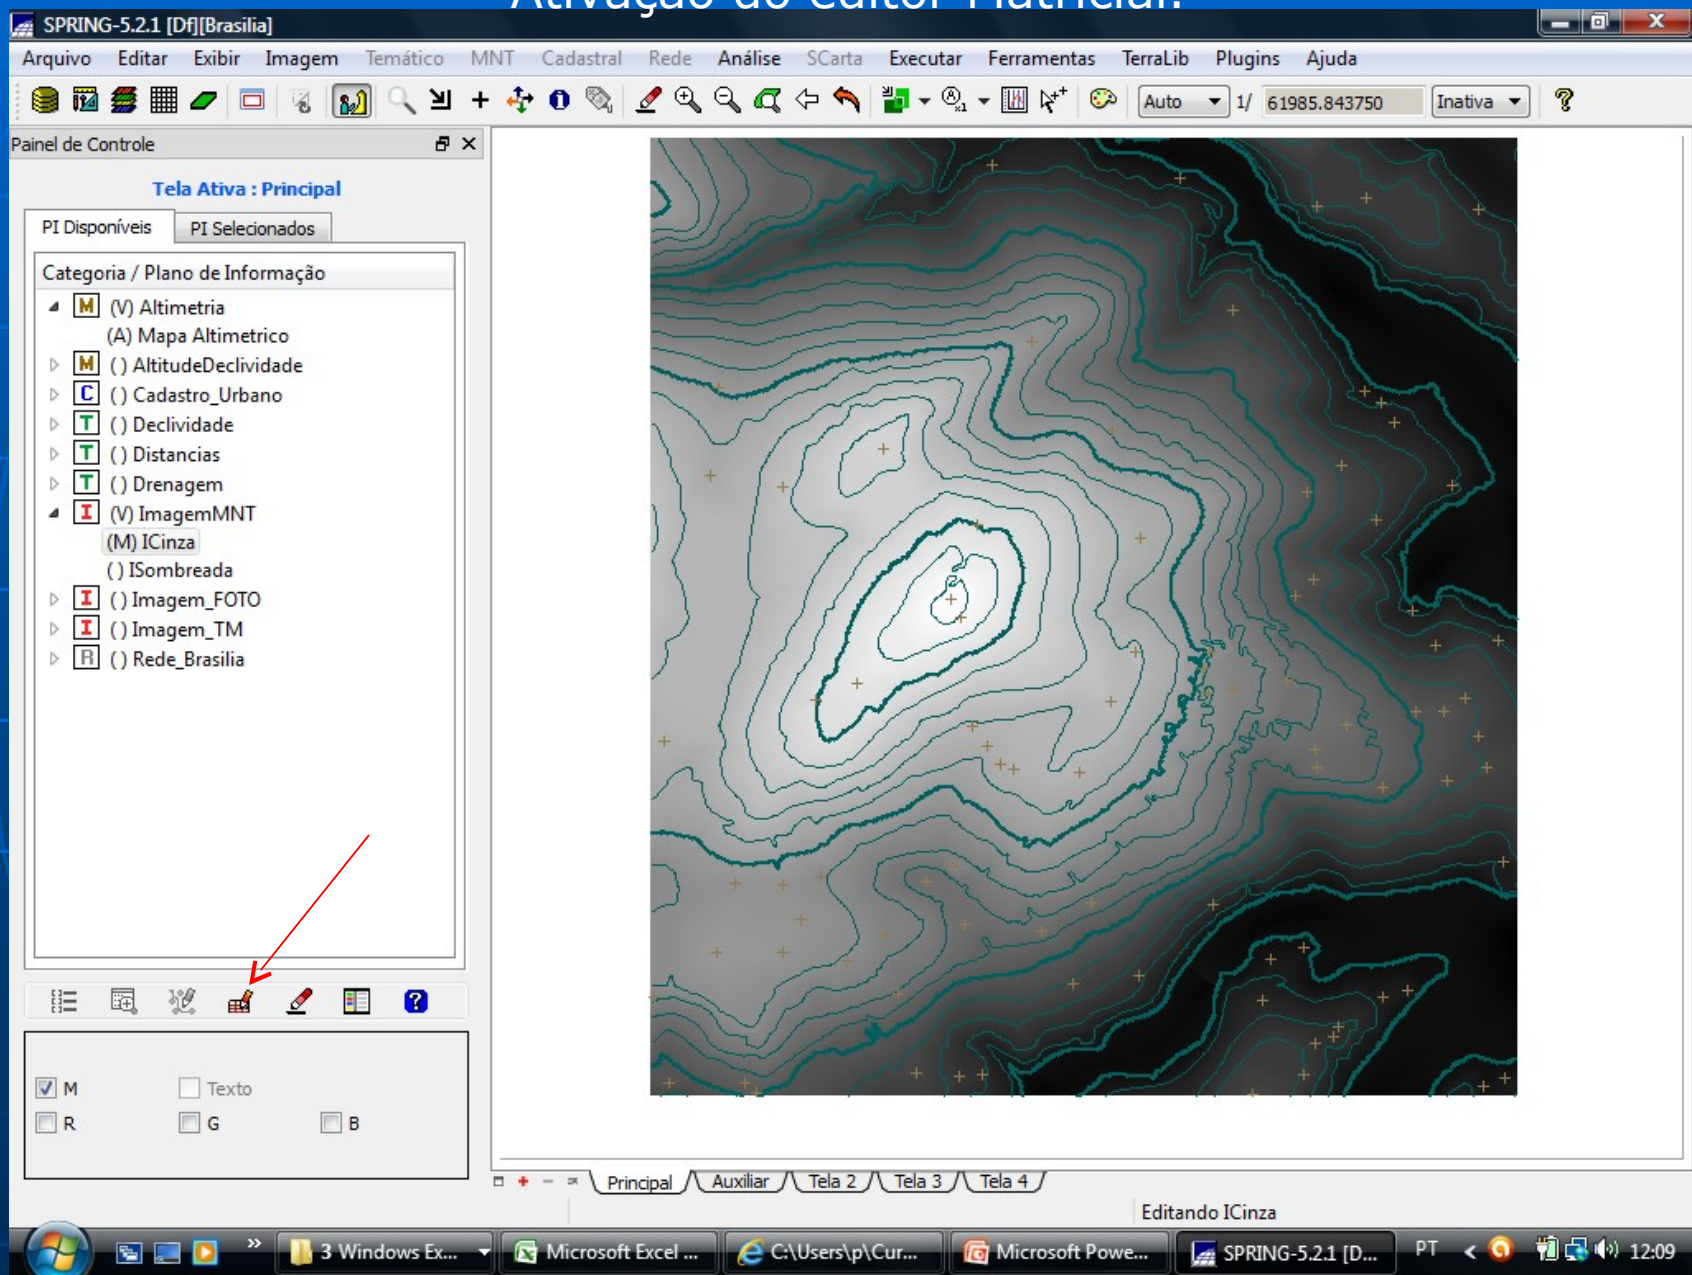 Ativação do editor Matricial.
SPRING-5.2.1 [Df][Brasilia]
Arquivo Editar Exibir Imagem Temático MNT Cadastral Rede Análise SCarta Executar Ferramentas TerraLib Plugins Ajuda
Auto 1/ 61985.843750 Inativa
Painel de Controle
Tela Ativa : Principal
PI Disponíveis PI Selecionados
Categoria / Plano de Informação
M (V) Altimetria
(A) Mapa Altimetrico
M ( ) AltitudeDeclividade
C ( ) Cadastro_Urbano
T ( ) Declividade
T ( ) Distancias
T ( ) Drenagem
I (V) ImagemMNT
(M) ICinza
( ) ISombreada
I ( ) Imagem_FOTO
I ( ) Imagem_TM
R ( ) Rede_Brasilia
M Texto
R G B
Principal Auxiliar Tela 2 Tela 3 Tela 4
Editando ICinza
3 Windows Ex... Microsoft Excel ... C:\Users\p\Cur... Microsoft Powe... SPRING-5.2.1 [D... PT 12:09